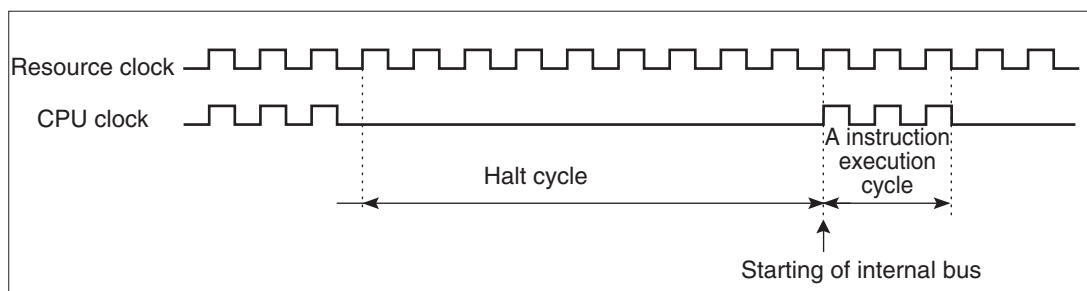 Resource clock
CPU clock
A instruction
execution
cycle
Halt cycle
Starting of internal bus